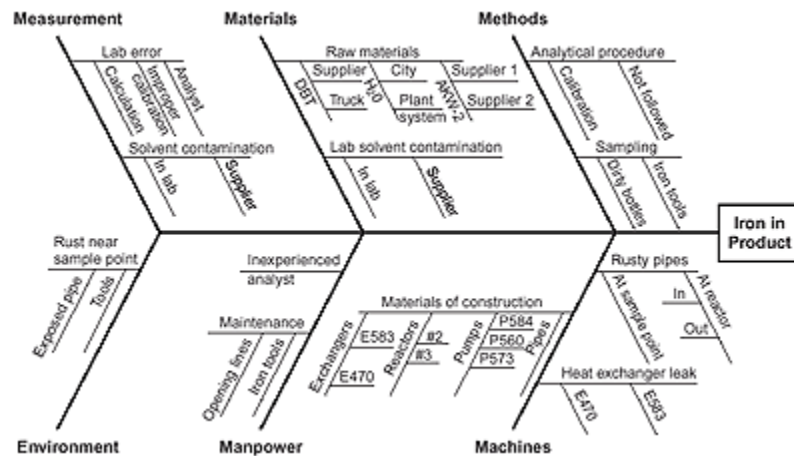 Measurement
Materials
Methods
Lab error
Calculation
Improper
calibration
Analyst
Solvent contamination
In lab
Supplier
Raw materials
DBT
Supplier
Truck
H20
City
Plant
system
AKW-2
Supplier 1
Supplier 2
Lab solvent contamination
In lab
Supplier
Analytical procedure
Calibration
Not followed
Sampling
Dirty bottles
Iron tools
Iron in
Product
Rust near
sample point
Exposed pipe
Tools
Inexperienced
analyst
Maintenance
Opening lines
Iron tools
Materials of construction
Exchangers
E583
E470
Reactors
#2
#3
Pumps
P584
P560
P573
Pipes
Rusty pipes
At sample point
At reactor
In
Out
Heat exchanger leak
E470
E583
Environment
Manpower
Machines